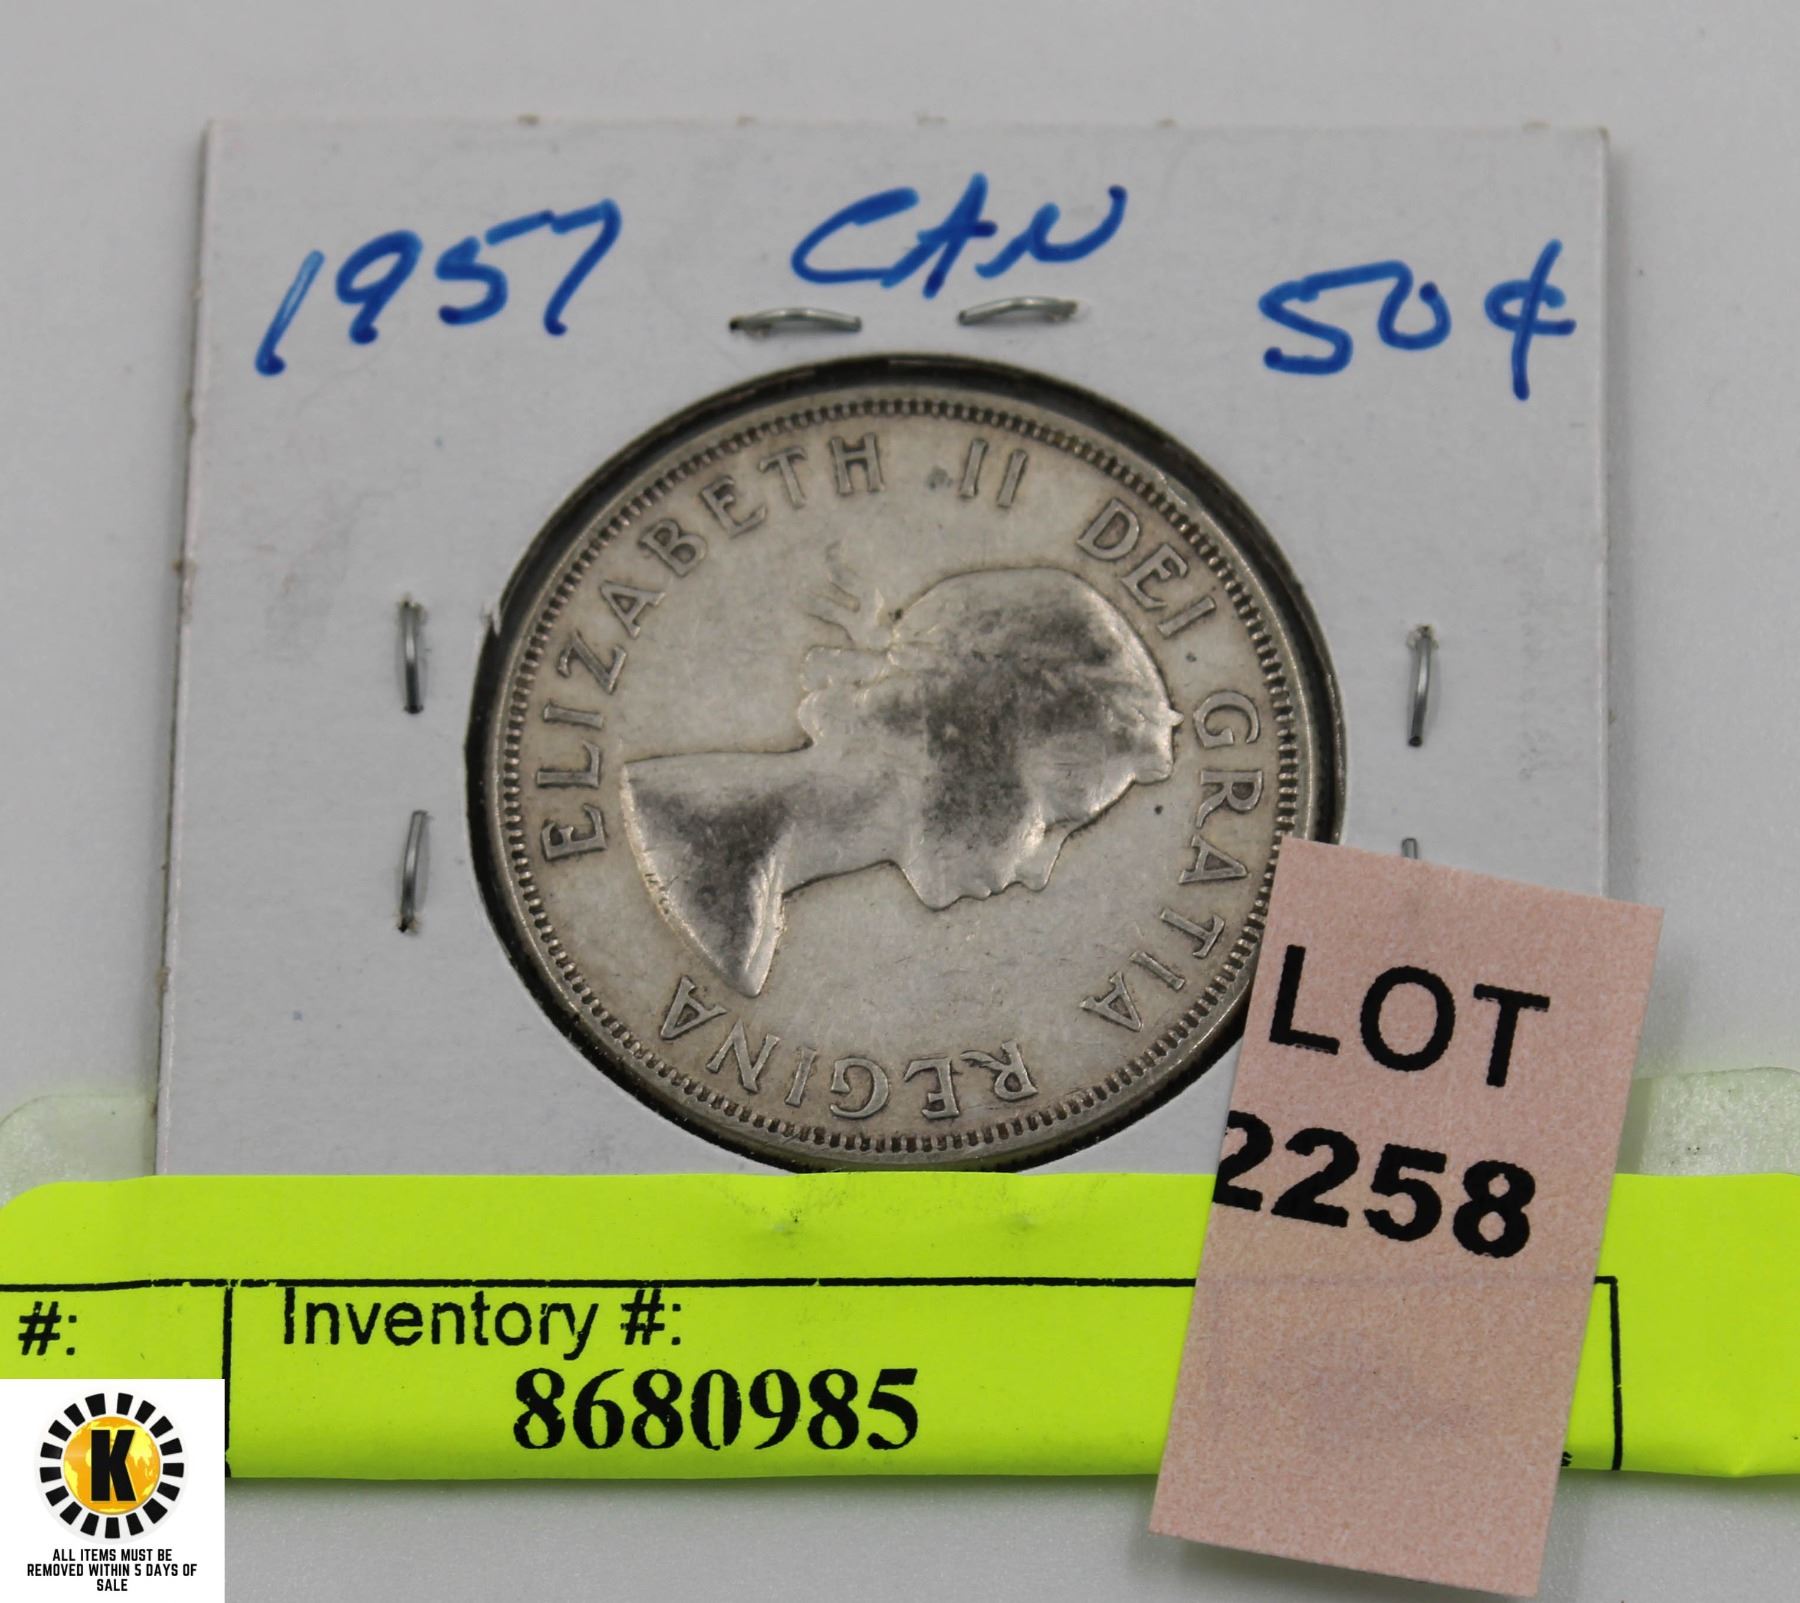 1957 CAN 50¢
ELIZABETH II DEI GRATIA REGINA
LOT
2258
#:
Inventory #:
8680985
K
ALL ITEMS MUST BE
REMOVED WITHIN 5 DAYS OF
SALE